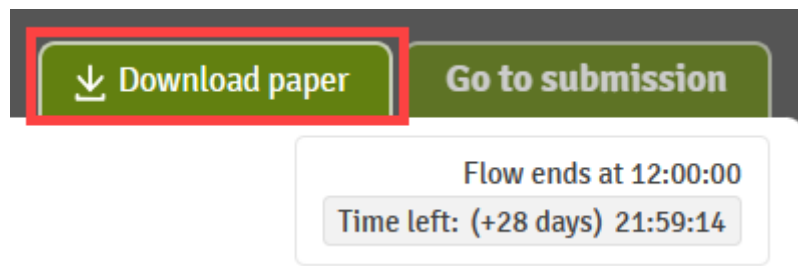 Download paper
Go to submission
Flow ends at 12:00:00
Time left: (+28 days) 21:59:14